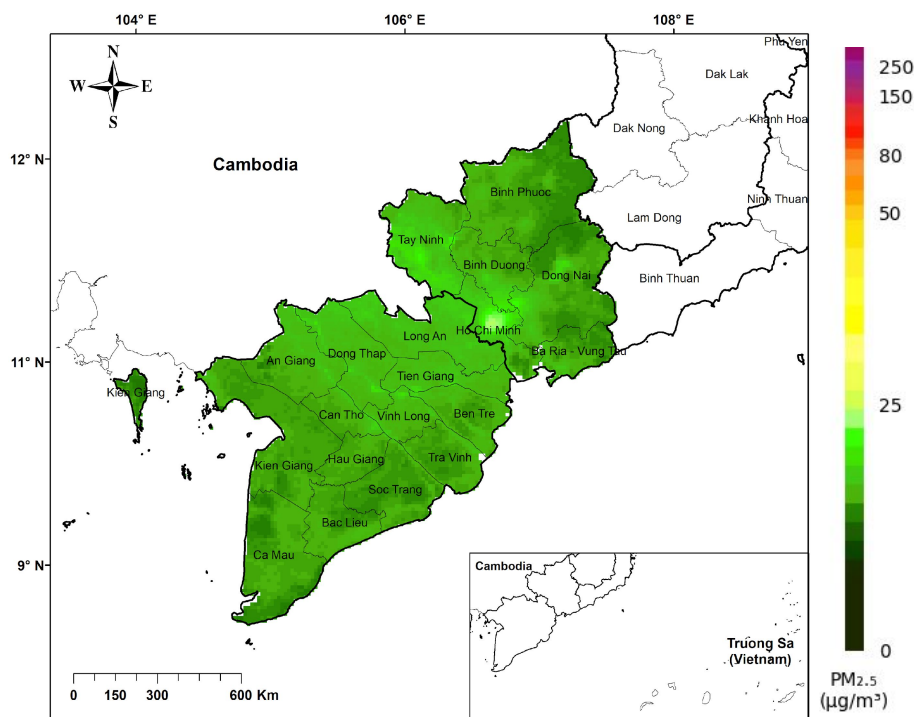 104° E
106° E
108° E
N
W
E
S
12° N
11° N
9° N
Cambodia
Phu Yen
Dak Lak
Dak Nong
Khanh Hoa
Ninh Thuan
Lam Dong
Binh Thuan
Binh Phuoc
Tay Ninh
Binh Duong
Dong Nai
Ho Chi Minh
Ba Ria - Vung Tau
Long An
Dong Thap
An Giang
Tien Giang
Kien Giang
Can Tho
Vinh Long
Ben Tre
Kien Giang
Hau Giang
Tra Vinh
Soc Trang
Bac Lieu
Ca Mau
0 150 300 600 Km
Cambodia
Truong Sa
(Vietnam)
250
150
80
50
25
0
PM2.5
(µg/m³)